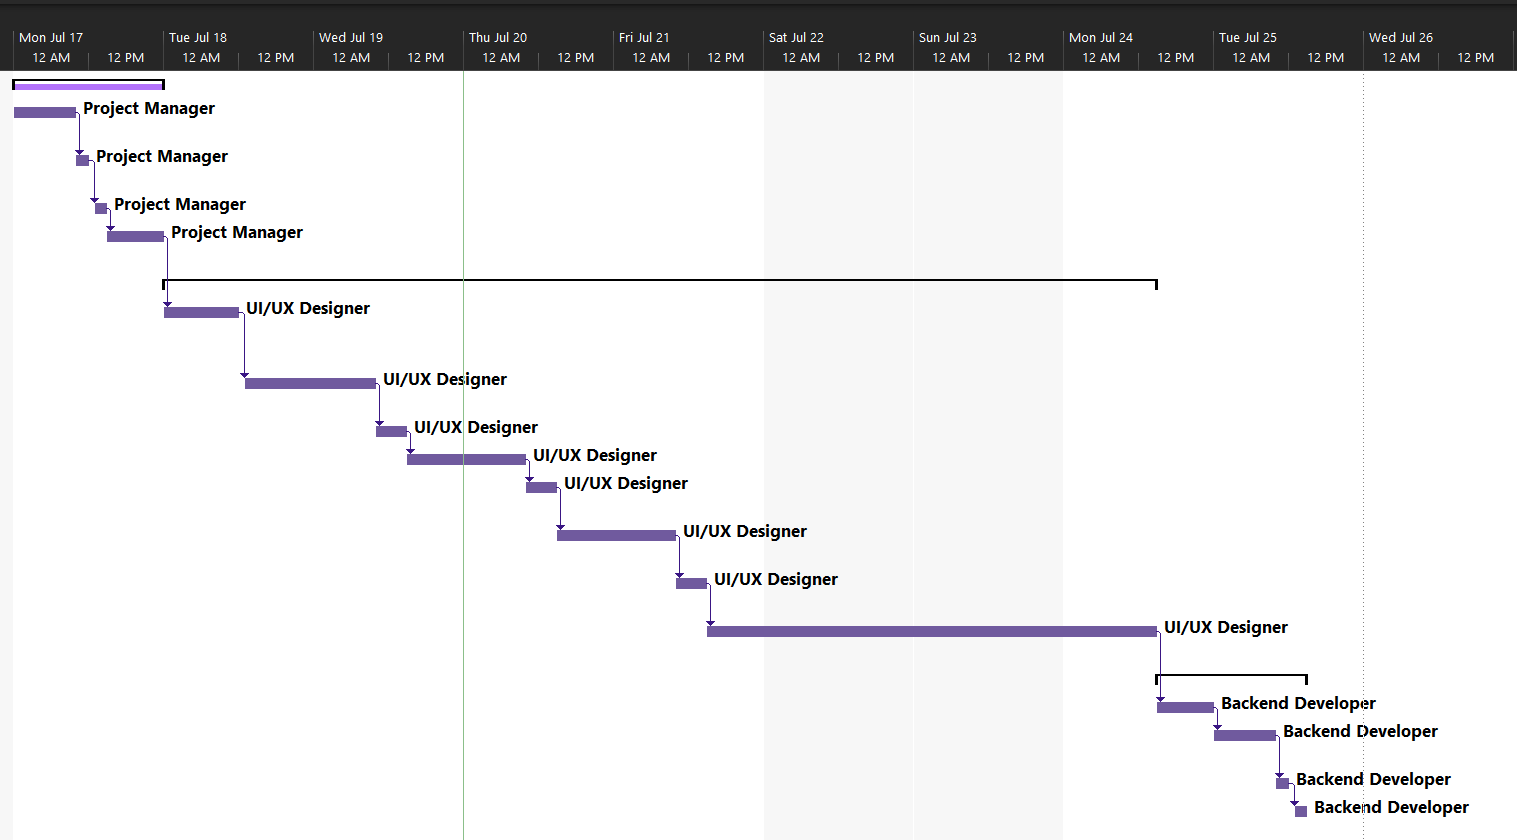 Mon Jul 17 Tue Jul 18 Wed Jul 19 Thu Jul 20 Fri Jul 21 Sat Jul 22 Sun Jul 23 Mon Jul 24 Tue Jul 25 Wed Jul 26
12 AM 12 PM 12 AM 12 PM 12 AM 12 PM 12 AM 12 PM 12 AM 12 PM 12 AM 12 PM 12 AM 12 PM 12 AM 12 PM 12 AM 12 PM 12 AM 12 PM
Project Manager
Project Manager
Project Manager
Project Manager
UI/UX Designer
UI/UX Designer
UI/UX Designer
UI/UX Designer
UI/UX Designer
UI/UX Designer
UI/UX Designer
UI/UX Designer
Backend Developer
Backend Developer
Backend Developer
Backend Developer